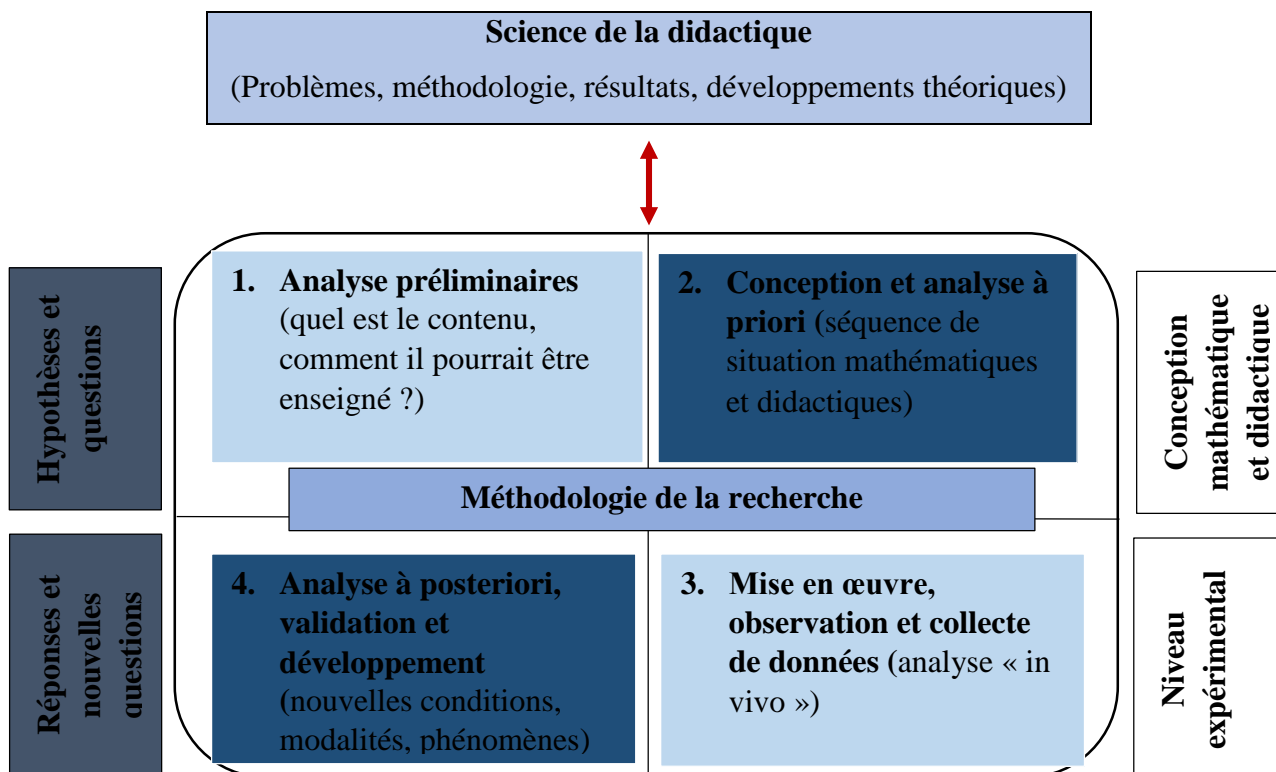 Science de la didactique
(Problèmes, méthodologie, résultats, développements théoriques)
Hypothèses et
questions
1. Analyse préliminaires
(quel est le contenu,
comment il pourrait être
enseigné ?)
2. Conception et analyse à
priori (séquence de
situation mathématiques
et didactiques)
Conception
mathématique
et didactique
Méthodologie de la recherche
Réponses et
nouvelles
questions
4. Analyse à posteriori,
validation et
développement
(nouvelles conditions,
modalités, phénomènes)
3. Mise en œuvre,
observation et collecte
de données (analyse « in
vivo »)
Niveau
expérimental